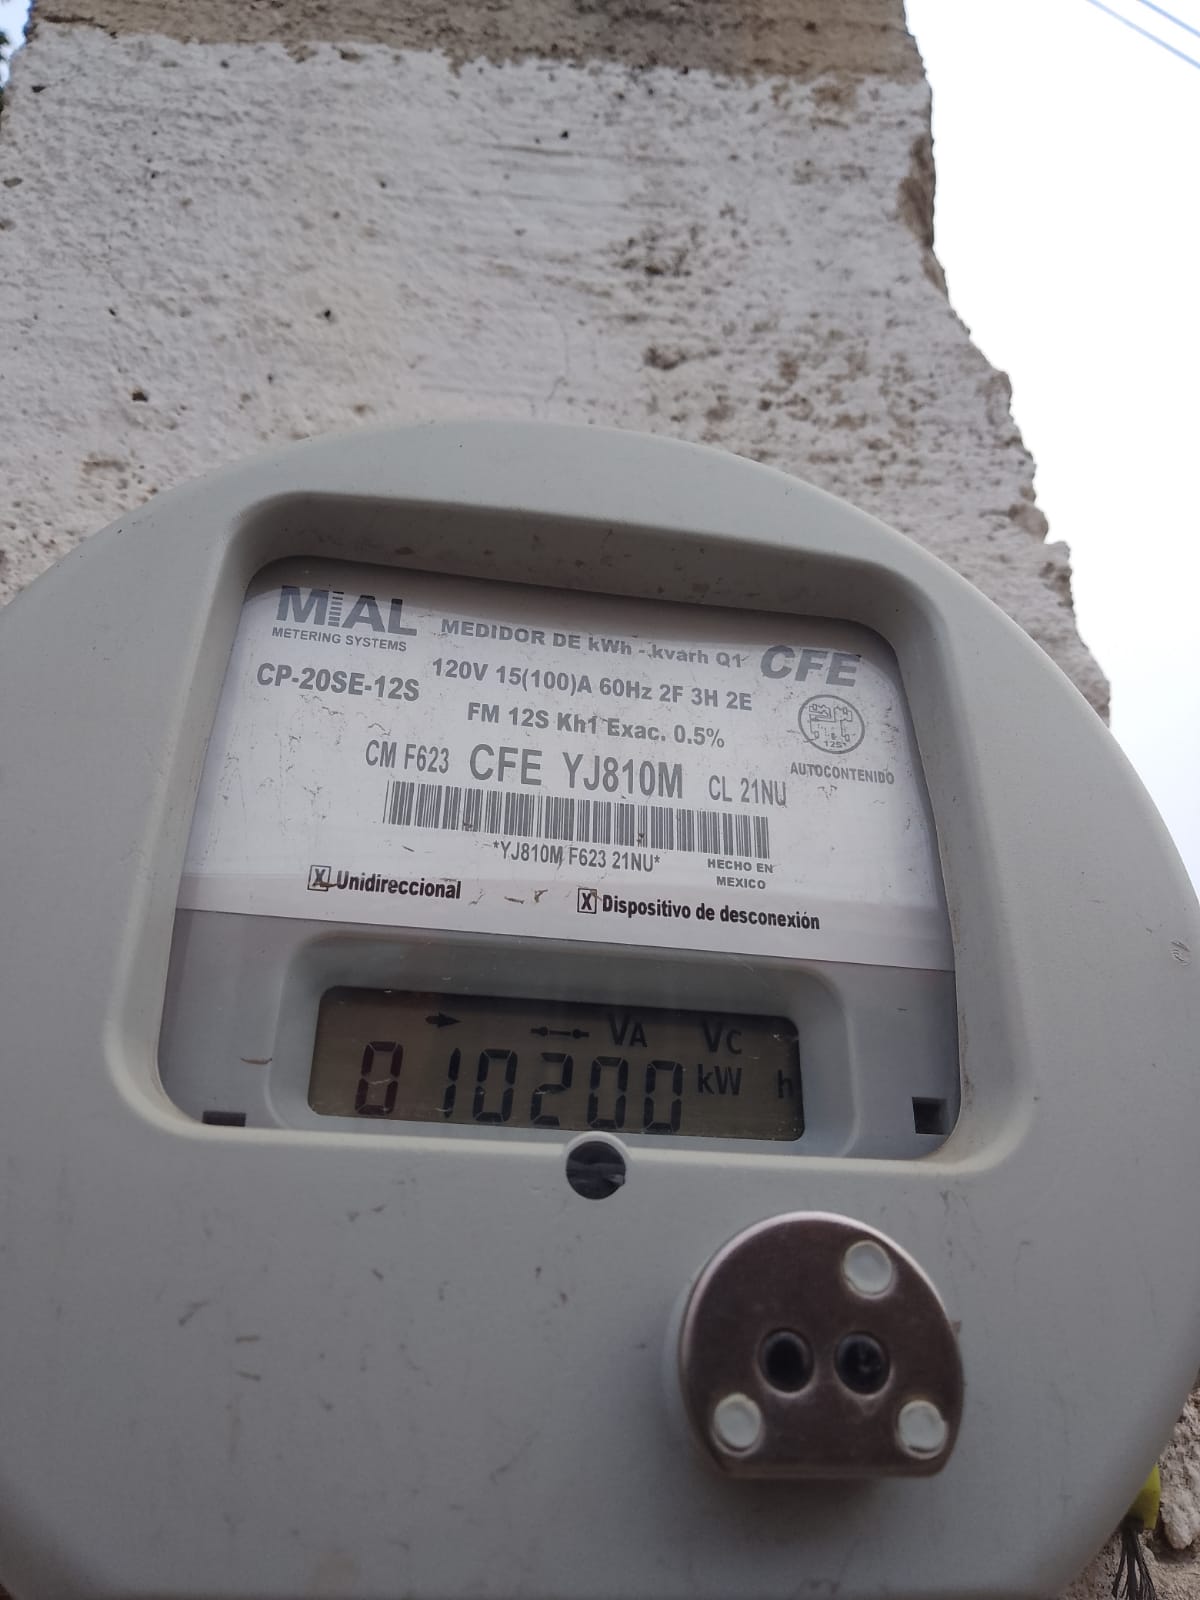 MIAL
METERING SYSTEMS
MEDIDOR DE kWh - kvarh Q1
CFE
CP-20SE-12S
120V 15(100)A 60Hz 2F 3H 2E
FM 12S Kh1 Exac. 0.5%
12S
AUTOCONTENIDO
CM F623 CFE YJ810M CL 21NU
*YJ810M F623 21NU*
HECHO EN
MEXICO
X Unidireccional
X Dispositivo de desconexión
VA VC
010200 kW h